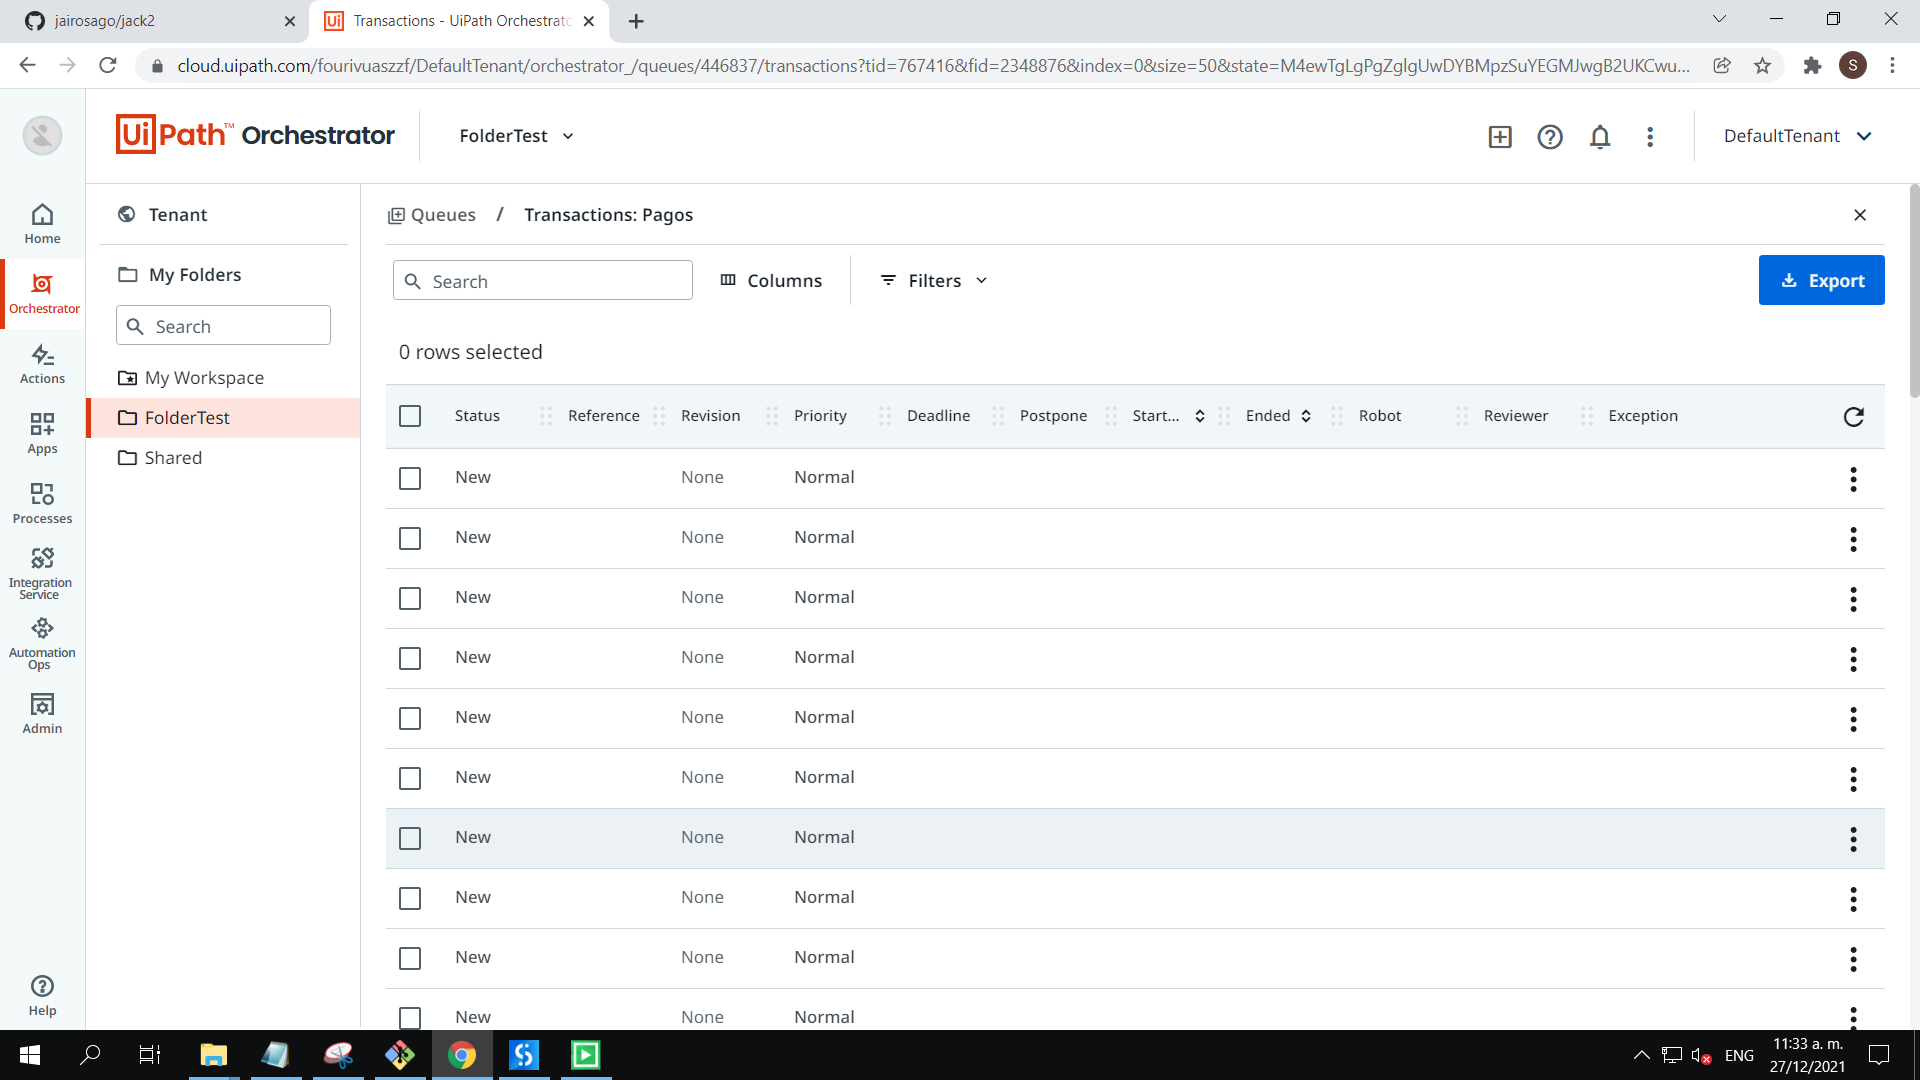 jairosago/jack2
Transactions - UiPath Orchestrato
cloud.uipath.com/fourivuaszzf/DefaultTenant/orchestrator_/queues/446837/transactions?tid=767416&fid=2348876&index=0&size=50&state=M4ewTgLgPgZglgUwDYBMpzSuYEGMJwgB2UKCwu...
S
UiPath™ Orchestrator
FolderTest
DefaultTenant
Home
Orchestrator
Actions
Apps
Processes
Integration
Service
Automation
Ops
Admin
Help
Tenant
My Folders
Search
My Workspace
FolderTest
Shared
Queues / Transactions: Pagos
Search
Columns
Filters
Export
0 rows selected
Status Reference Revision Priority Deadline Postpone Start... Ended Robot Reviewer Exception
New None Normal
New None Normal
New None Normal
New None Normal
New None Normal
New None Normal
New None Normal
New None Normal
New None Normal
New None Normal
ENG
11:33 a. m.
27/12/2021